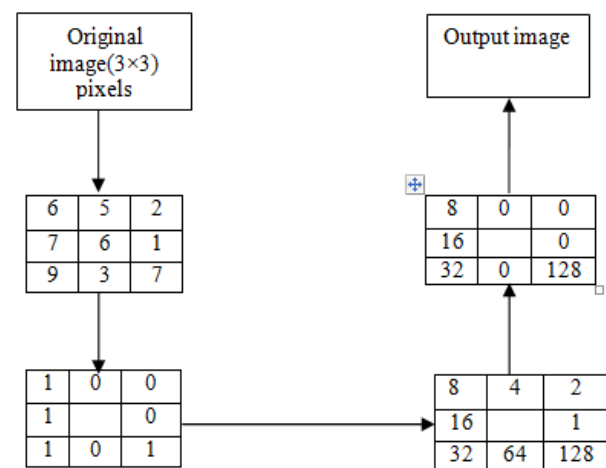 Original
image(3×3)
pixels
Output image
6 5 2
7 6 1
9 3 7
8 0 0
16 0
32 0 128
1 0 0
1 0
1 0 1
8 4 2
16 1
32 64 128